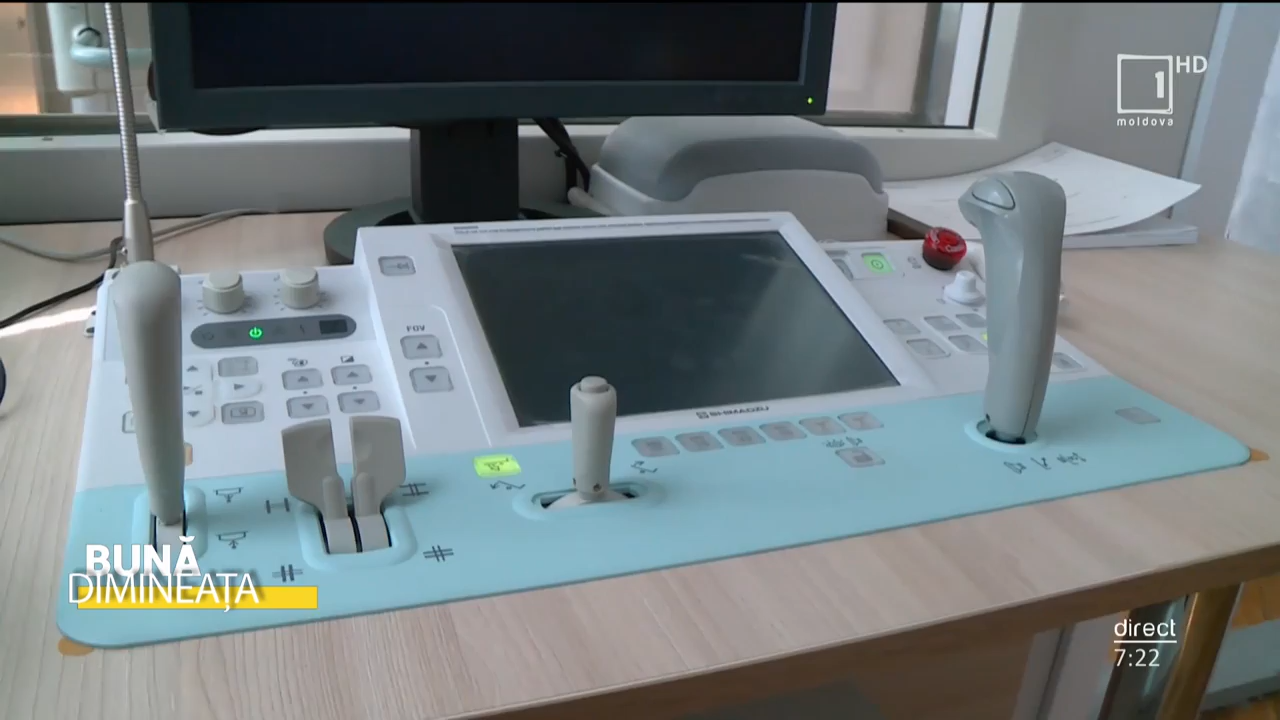 1 HD
moldova
FOV
SHIMADZU
BUNĂ
DIMINEAȚA
direct
7:22